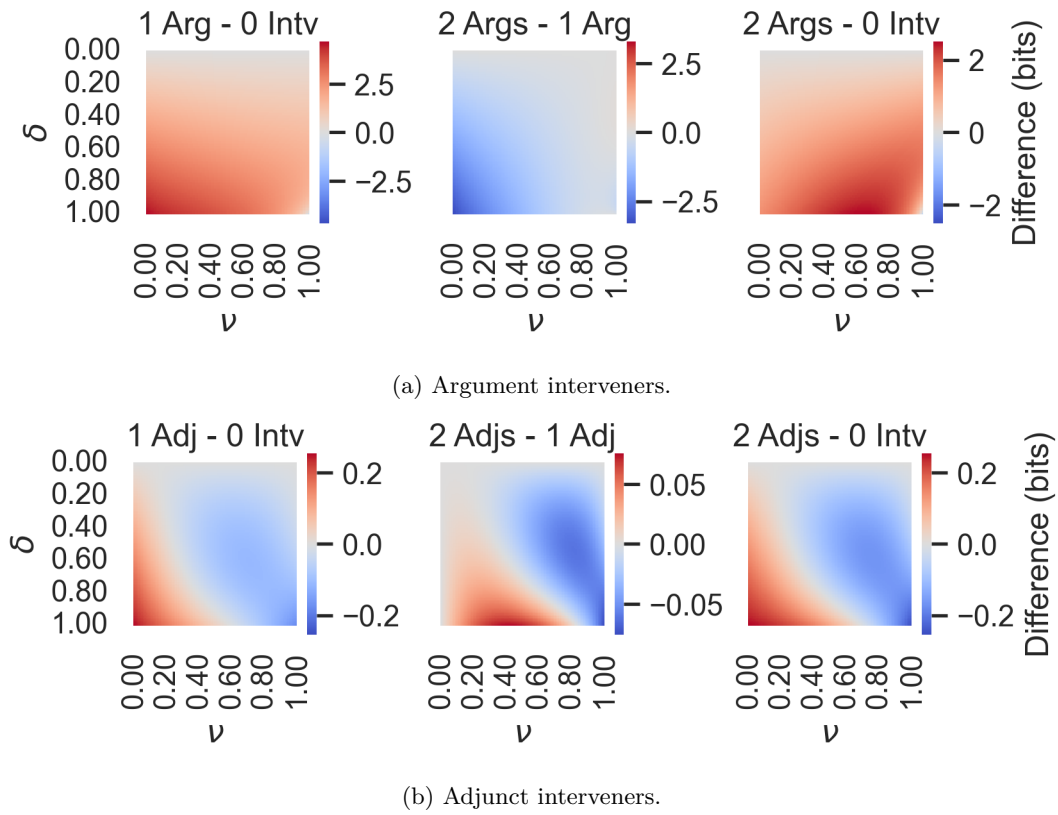 1 Arg - 0 Intv
2 Args - 1 Arg
2 Args - 0 Intv
0.00
0.20
0.40
0.60
0.80
1.00
δ
2.5
0.0
−2.5
2.5
0.0
−2.5
2
0
−2
Difference (bits)
0.00 0.20 0.40 0.60 0.80 1.00
0.00 0.20 0.40 0.60 0.80 1.00
0.00 0.20 0.40 0.60 0.80 1.00
ν
ν
ν
(a) Argument interveners.
1 Adj - 0 Intv
2 Adjs - 1 Adj
2 Adjs - 0 Intv
0.00
0.20
0.40
0.60
0.80
1.00
δ
0.2
0.0
−0.2
0.05
0.00
−0.05
0.2
0.0
−0.2
Difference (bits)
0.00 0.20 0.40 0.60 0.80 1.00
0.00 0.20 0.40 0.60 0.80 1.00
0.00 0.20 0.40 0.60 0.80 1.00
ν
ν
ν
(b) Adjunct interveners.